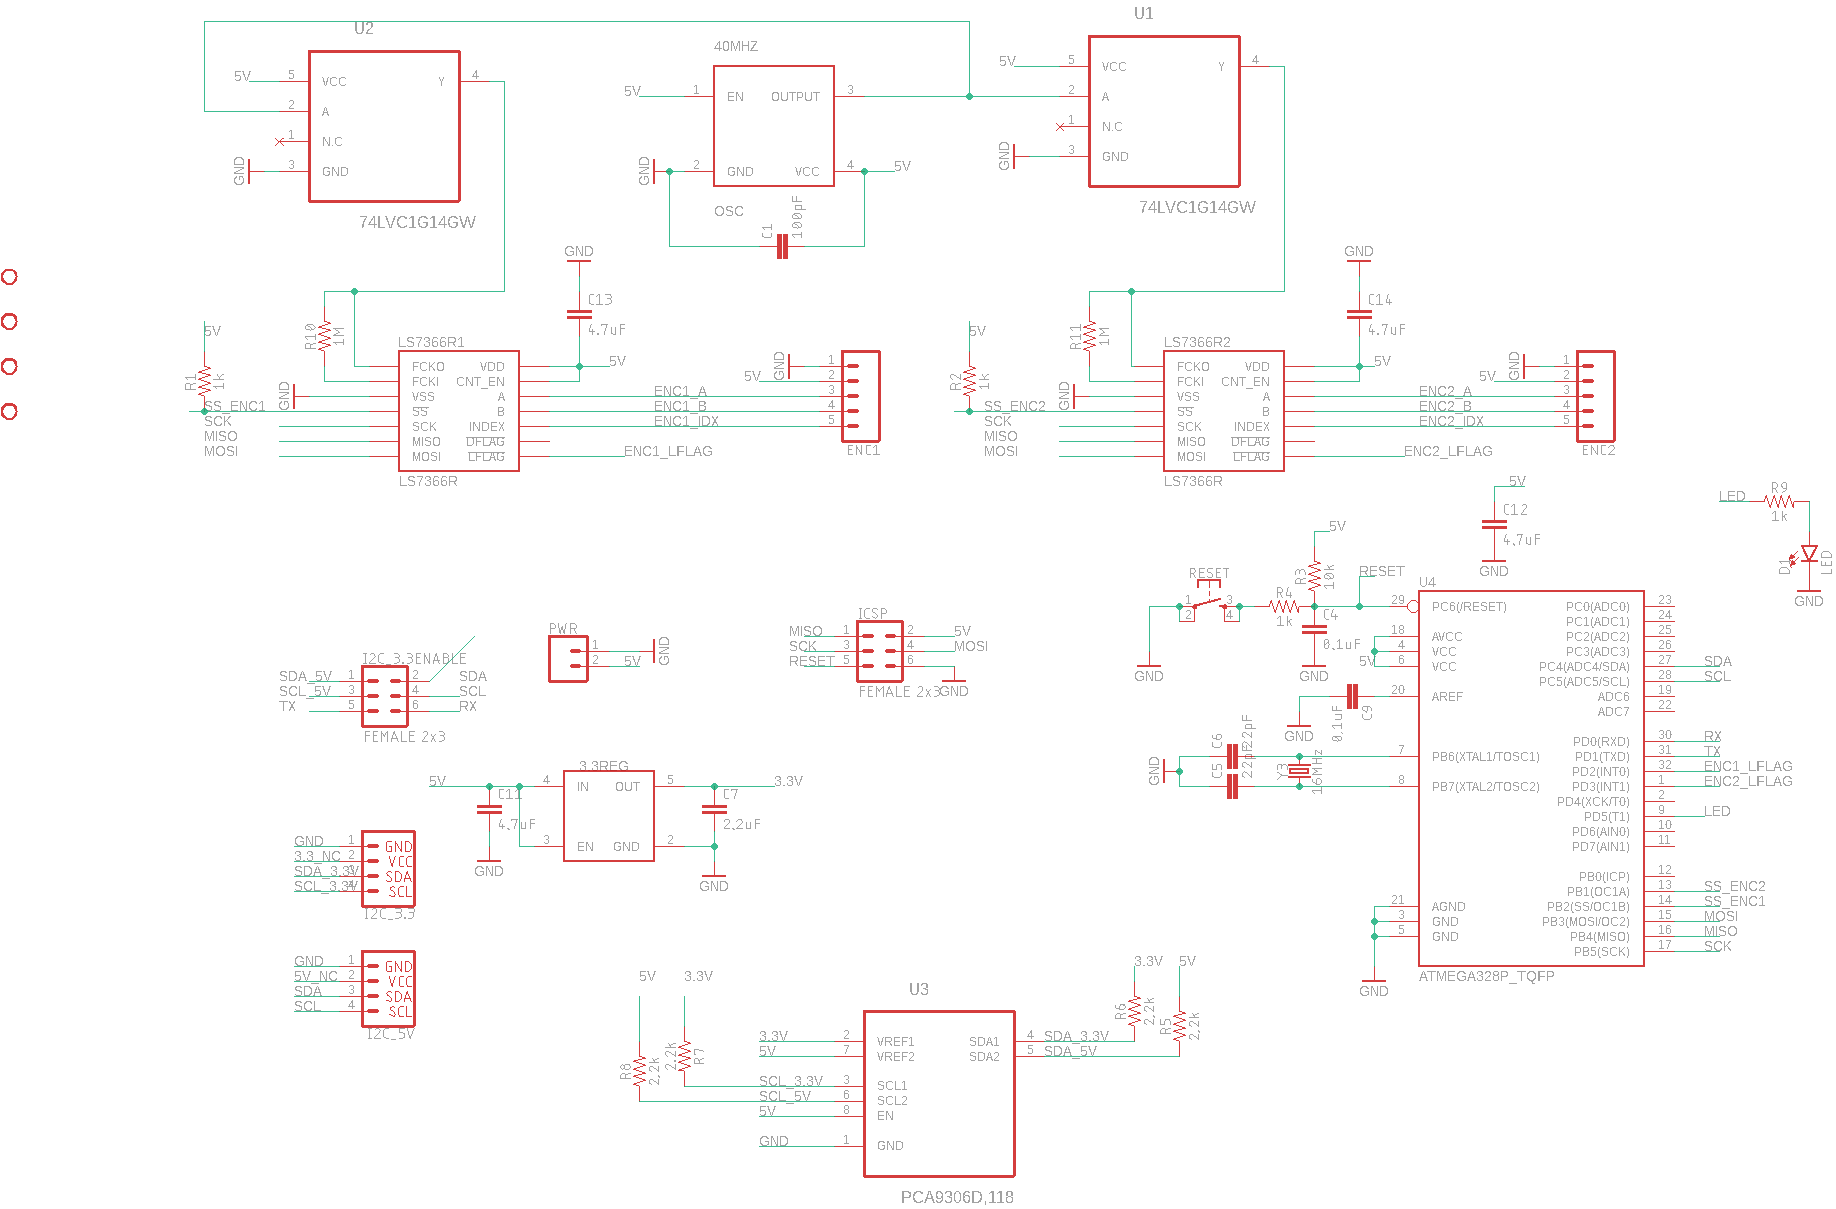 U2
5V
5
VCC
Y
4
2
A
1
N.C
GND
3
GND
74LVC1G14GW
40MHZ
5V
1
EN
OUTPUT
3
GND
2
GND
VCC
4
5V
OSC
C1
100pF
U1
5V
5
VCC
Y
4
2
A
1
N.C
GND
3
GND
74LVC1G14GW
5V
R1
1k
R10
1M
GND
C13
4.7uF
5V
LS7366R1
FCKO
VDD
FCKI
CNT_EN
VSS
A
SS
B
SCK
INDEX
MISO
DFLAG
MOSI
LFLAG
LS7366R
GND
SS_ENC1
SCK
MISO
MOSI
ENC1_A
ENC1_B
ENC1_IDX
ENC1_LFLAG
GND
5V
1
2
3
4
5
ENC1
5V
R2
1k
R11
1M
GND
C14
4.7uF
5V
LS7366R2
FCKO
VDD
FCKI
CNT_EN
VSS
A
SS
B
SCK
INDEX
MISO
DFLAG
MOSI
LFLAG
LS7366R
GND
SS_ENC2
SCK
MISO
MOSI
ENC2_A
ENC2_B
ENC2_IDX
ENC2_LFLAG
GND
5V
1
2
3
4
5
ENC2
5V
C12
4.7uF
GND
LED
R9
1k
D1
LED
GND
I2C_3.3ENABLE
SDA_5V
1
2
SDA
SCL_5V
3
4
SCL
TX
5
6
RX
FEMALE 2x3
PWR
1
2
GND
5V
ICSP
MISO
1
2
5V
SCK
3
4
MOSI
RESET
5
6
GND
FEMALE 2x3
RESET
1
2
3
4
GND
R4
1k
5V
R3
10k
RESET
C4
0.1uF
GND
5V
C9
0.1uF
GND
C6
22pF
C5
22pF
GND
Y3
16MHz
U4
29
PC6(/RESET)
18
AVCC
4
VCC
6
VCC
20
AREF
7
PB6(XTAL1/TOSC1)
8
PB7(XTAL2/TOSC2)
21
AGND
3
GND
5
GND
GND
PC0(ADC0)
23
PC1(ADC1)
24
PC2(ADC2)
25
PC3(ADC3)
26
PC4(ADC4/SDA)
27
SDA
PC5(ADC5/SCL)
28
SCL
ADC6
19
ADC7
22
PD0(RXD)
30
RX
PD1(TXD)
31
TX
PD2(INT0)
32
ENC1_LFLAG
PD3(INT1)
1
ENC2_LFLAG
PD4(XCK/T0)
2
PD5(T1)
9
LED
PD6(AIN0)
10
PD7(AIN1)
11
PB0(ICP)
12
PB1(OC1A)
13
SS_ENC2
PB2(SS/OC1B)
14
SS_ENC1
PB3(MOSI/OC2)
15
MOSI
PB4(MISO)
16
MISO
PB5(SCK)
17
SCK
ATMEGA328P_TQFP
5V
C11
4.7uF
GND
3.3REG
4
IN
OUT
5
3
EN
GND
2
3.3V
C7
2.2uF
GND
GND
1
GND
3.3_NC
2
VCC
SDA_3.3V
3
SDA
SCL_3.3V
4
SCL
I2C_3.3
GND
1
GND
5V_NC
2
VCC
SDA
3
SDA
SCL
4
SCL
I2C_5V
5V
3.3V
R8
2.2k
R7
2.2k
U3
3.3V
2
VREF1
5V
7
VREF2
SCL_3.3V
3
SCL1
SCL_5V
6
SCL2
5V
8
EN
GND
1
GND
SDA1
4
SDA_3.3V
SDA2
5
SDA_5V
3.3V
5V
R6
2.2k
R5
2.2k
PCA9306D,118